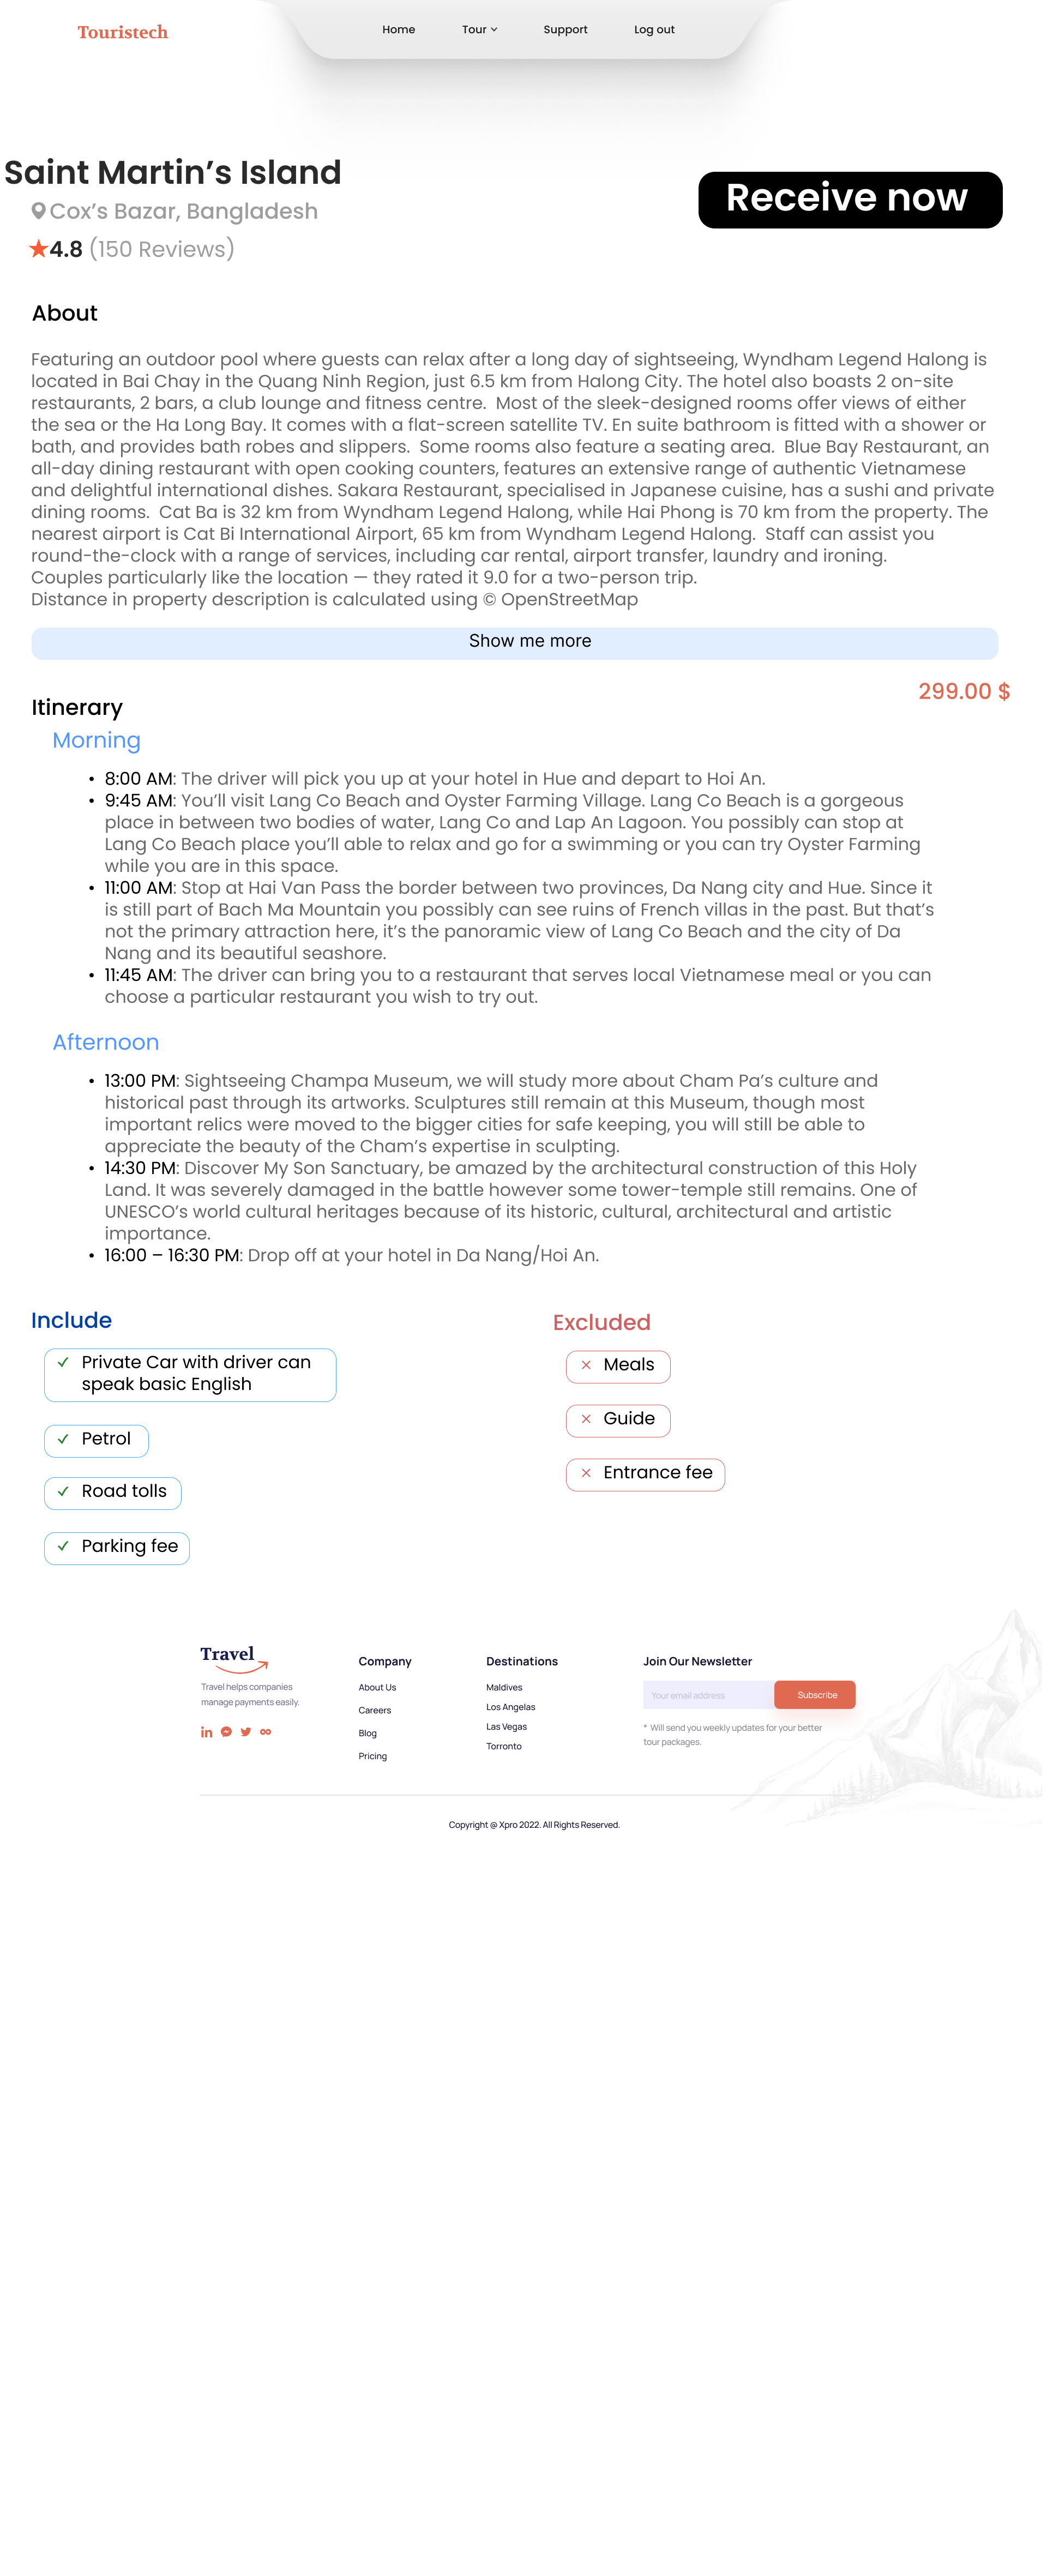 Touristech
Home
Tour
Support
Log out
Saint Martin’s Island
Cox’s Bazar, Bangladesh
4.8 (150 Reviews)
Receive now
About
Featuring an outdoor pool where guests can relax after a long day of sightseeing, Wyndham Legend Halong is
located in Bai Chay in the Quang Ninh Region, just 6.5 km from Halong City. The hotel also boasts 2 on-site
restaurants, 2 bars, a club lounge and fitness centre.  Most of the sleek-designed rooms offer views of either
the sea or the Ha Long Bay. It comes with a flat-screen satellite TV. En suite bathroom is fitted with a shower or
bath, and provides bath robes and slippers.  Some rooms also feature a seating area.  Blue Bay Restaurant, an
all-day dining restaurant with open cooking counters, features an extensive range of authentic Vietnamese
and delightful international dishes. Sakara Restaurant, specialised in Japanese cuisine, has a sushi and private
dining rooms.  Cat Ba is 32 km from Wyndham Legend Halong, while Hai Phong is 70 km from the property. The
nearest airport is Cat Bi International Airport, 65 km from Wyndham Legend Halong.  Staff can assist you
round-the-clock with a range of services, including car rental, airport transfer, laundry and ironing.
Couples particularly like the location — they rated it 9.0 for a two-person trip.
Distance in property description is calculated using © OpenStreetMap
Show me more
299.00 $
Itinerary
Morning
• 8:00 AM: The driver will pick you up at your hotel in Hue and depart to Hoi An.
• 9:45 AM: You’ll visit Lang Co Beach and Oyster Farming Village. Lang Co Beach is a gorgeous
place in between two bodies of water, Lang Co and Lap An Lagoon. You possibly can stop at
Lang Co Beach place you’ll able to relax and go for a swimming or you can try Oyster Farming
while you are in this space.
• 11:00 AM: Stop at Hai Van Pass the border between two provinces, Da Nang city and Hue. Since it
is still part of Bach Ma Mountain you possibly can see ruins of French villas in the past. But that’s
not the primary attraction here, it’s the panoramic view of Lang Co Beach and the city of Da
Nang and its beautiful seashore.
• 11:45 AM: The driver can bring you to a restaurant that serves local Vietnamese meal or you can
choose a particular restaurant you wish to try out.
Afternoon
• 13:00 PM: Sightseeing Champa Museum, we will study more about Cham Pa’s culture and
historical past through its artworks. Sculptures still remain at this Museum, though most
important relics were moved to the bigger cities for safe keeping, you will still be able to
appreciate the beauty of the Cham’s expertise in sculpting.
• 14:30 PM: Discover My Son Sanctuary, be amazed by the architectural construction of this Holy
Land. It was severely damaged in the battle however some tower-temple still remains. One of
UNESCO’s world cultural heritages because of its historic, cultural, architectural and artistic
importance.
• 16:00 – 16:30 PM: Drop off at your hotel in Da Nang/Hoi An.
Include
Private Car with driver can
speak basic English
Petrol
Road tolls
Parking fee
Excluded
Meals
Guide
Entrance fee
Travel
Travel helps companies
manage payments easily.
Company
About Us
Careers
Blog
Pricing
Destinations
Maldives
Los Angelas
Las Vegas
Torronto
Join Our Newsletter
Your email address
Subscribe
* Will send you weekly updates for your better
tour packages.
Copyright @ Xpro 2022. All Rights Reserved.